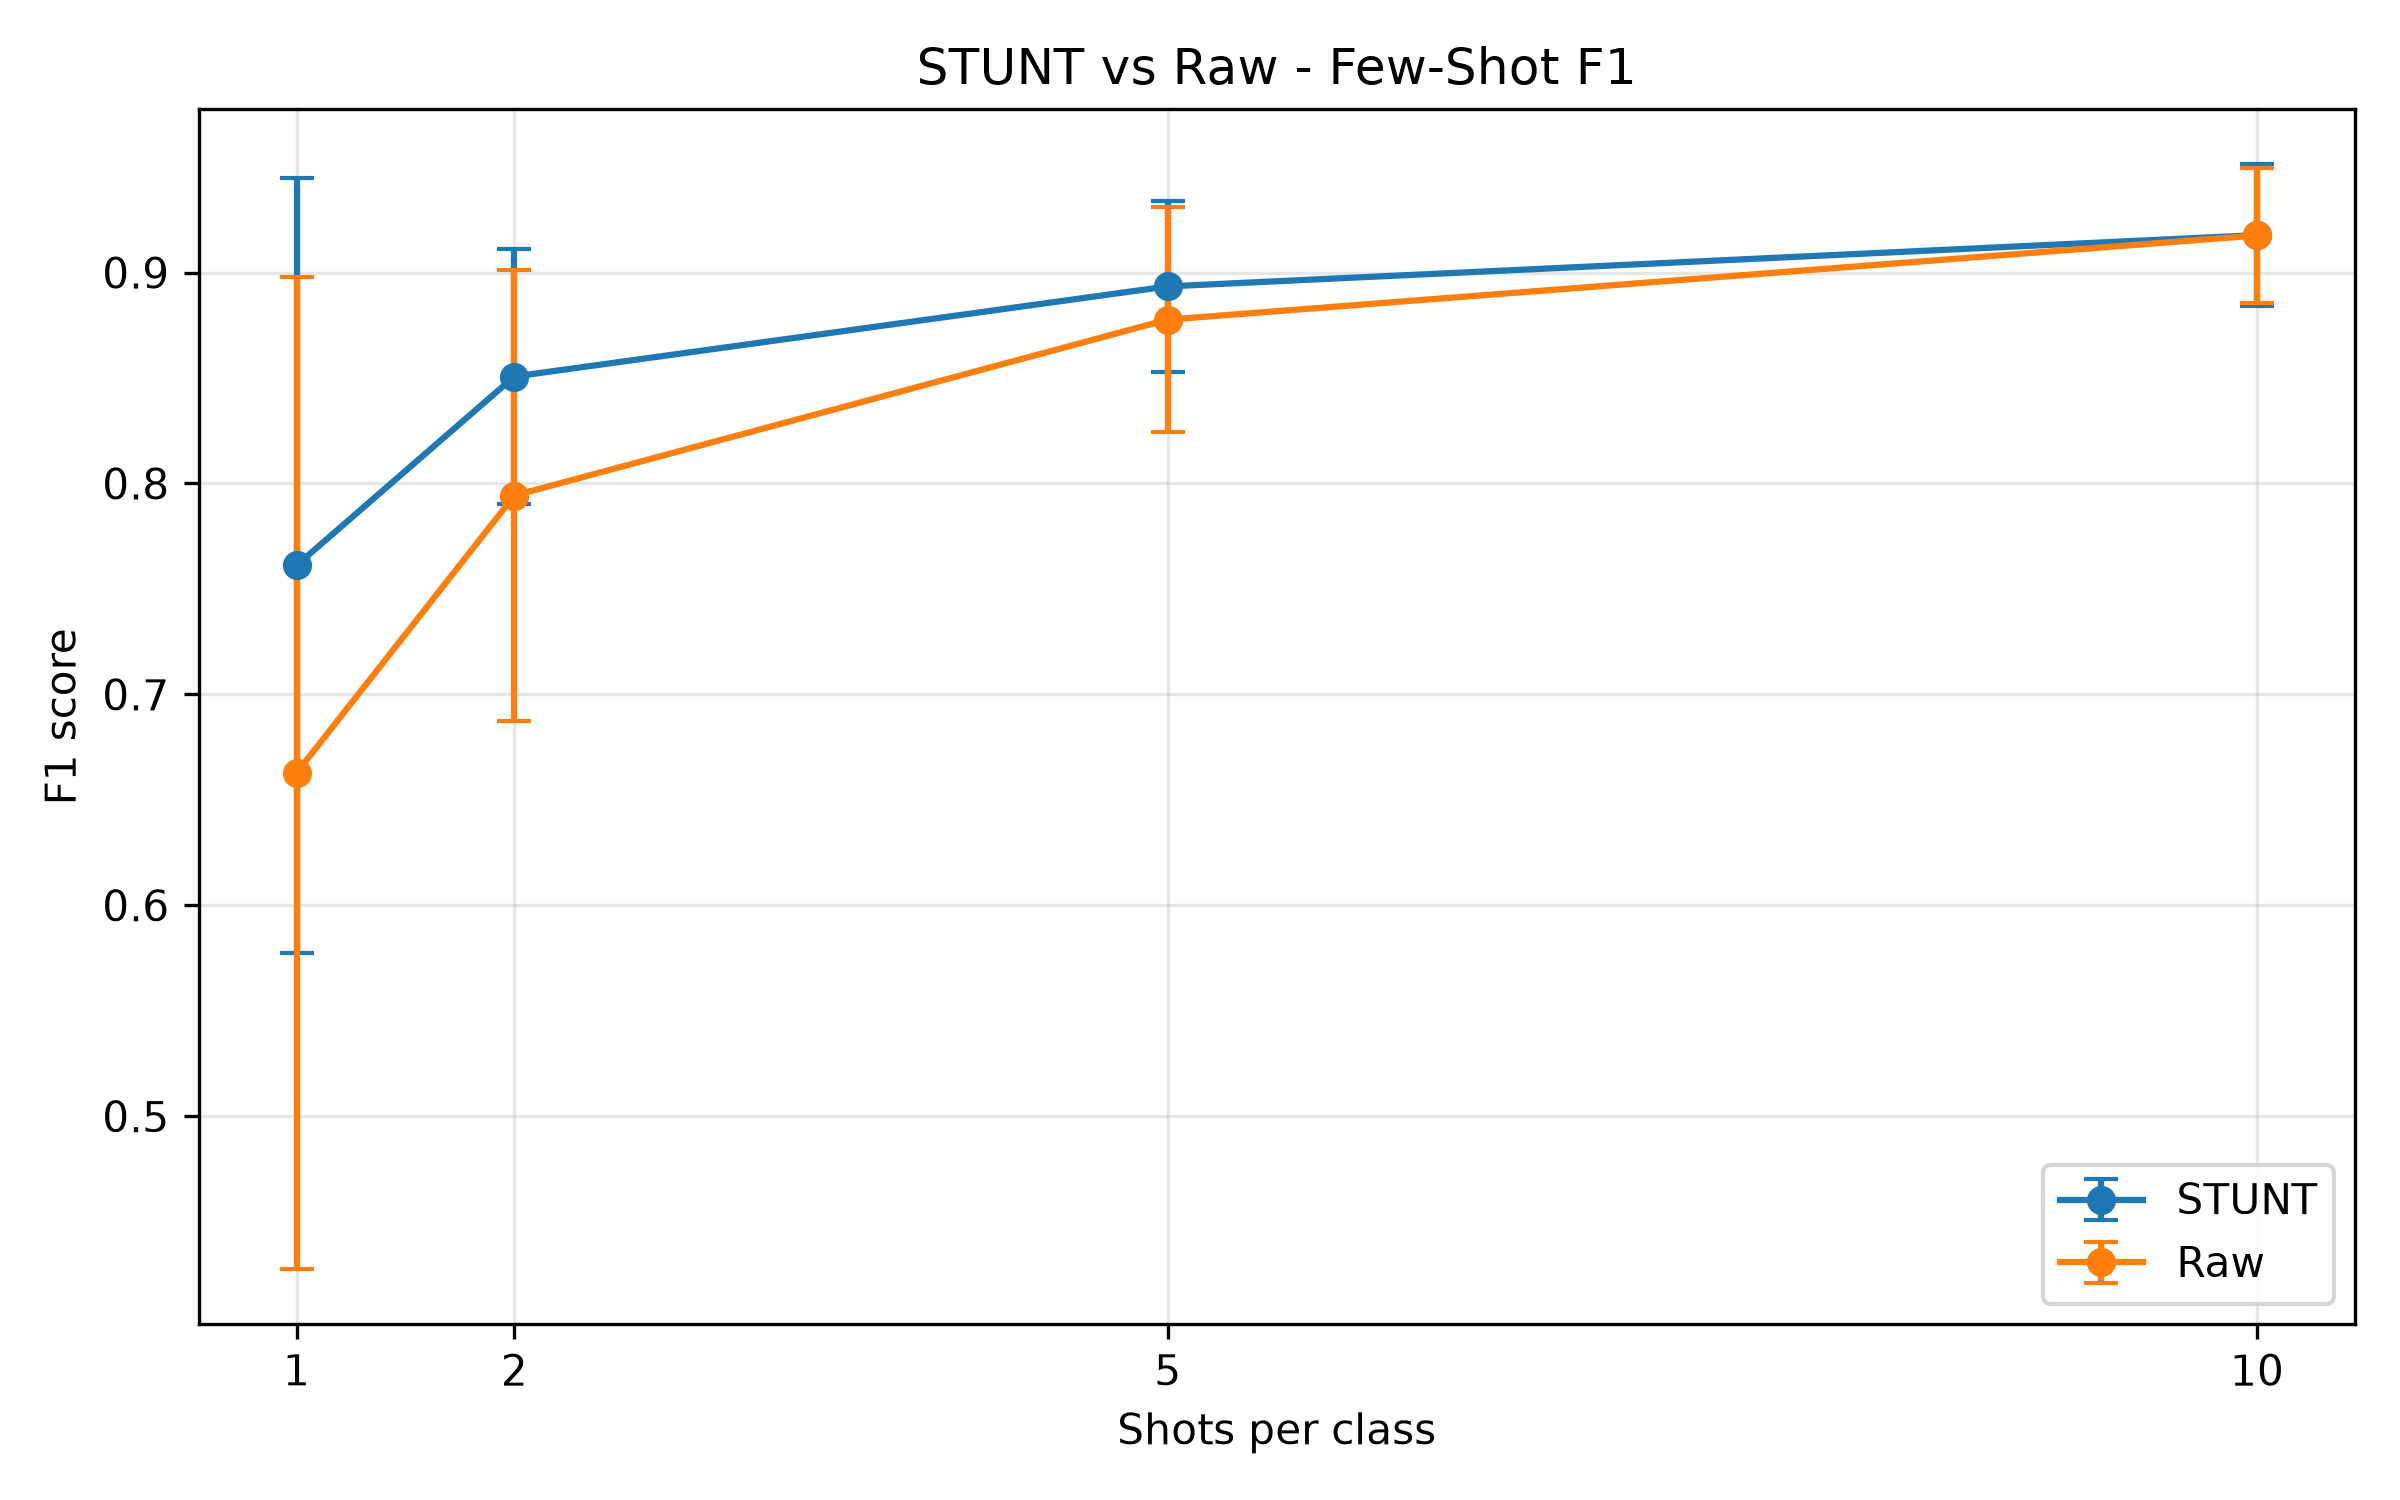 STUNT vs Raw - Few-Shot F1
0.9
0.8
0.7
0.6
0.5
F1 score
1 2 5 10
Shots per class
STUNT
Raw